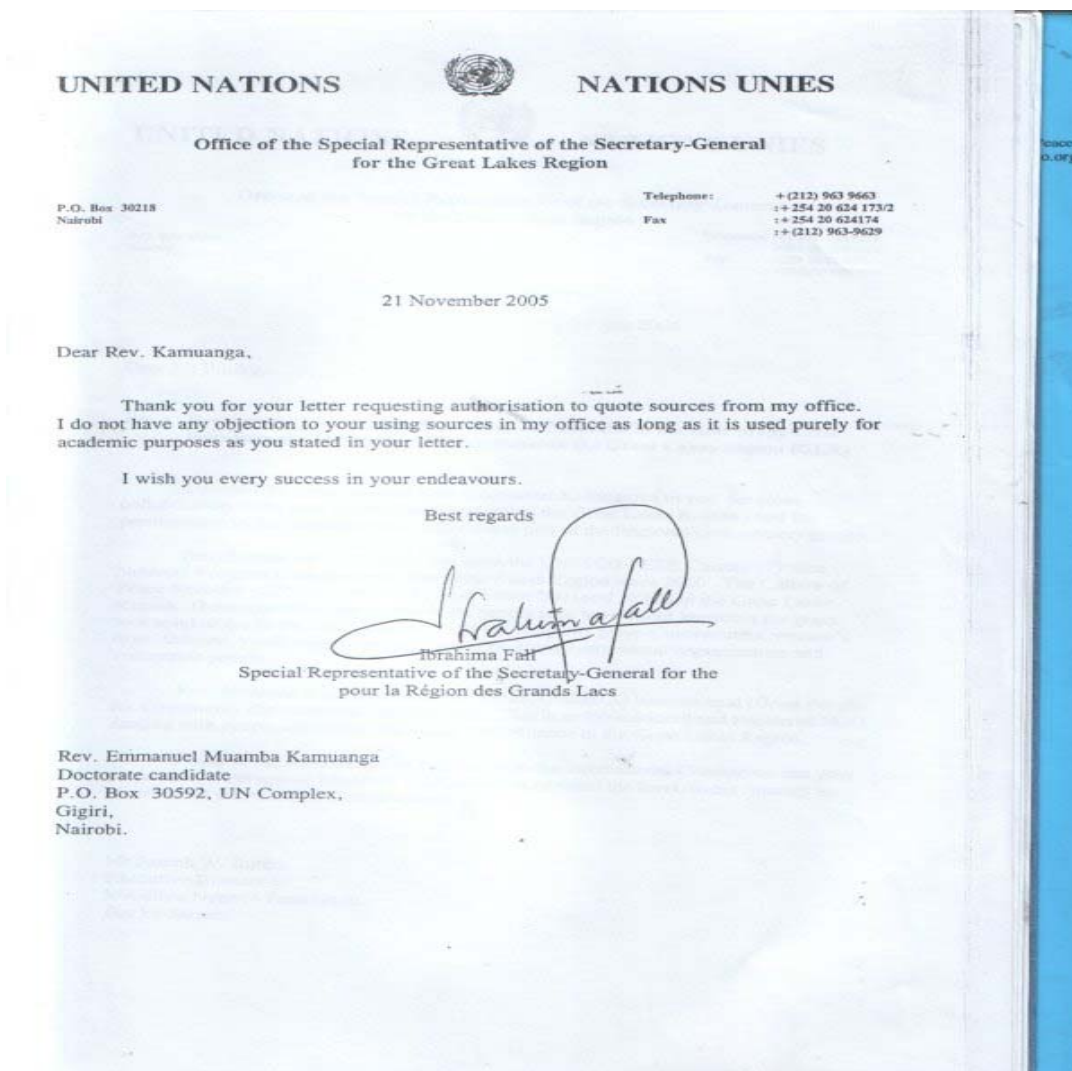 UNITED NATIONS NATIONS UNIES
Office of the Special Representative of the Secretary-General
for the Great Lakes Region
P.O. Box 30218
Nairobi
Telephone: +(212) 963 9663
:+ 254 20 624 173/2
Fax :+ 254 20 624174
:+(212) 963-9629
21 November 2005
Dear Rev. Kamuanga,
Thank you for your letter requesting authorisation to quote sources from my office.
I do not have any objection to your using sources in my office as long as it is used purely for
academic purposes as you stated in your letter.
I wish you every success in your endeavours.
Best regards
Ibrahima Fall
Ibrahima Fall
Special Representative of the Secretary-General for the
pour la Région des Grands Lacs
Rev. Emmanuel Muamba Kamuanga
Doctorate candidate
P.O. Box 30592, UN Complex,
Gigiri,
Nairobi.